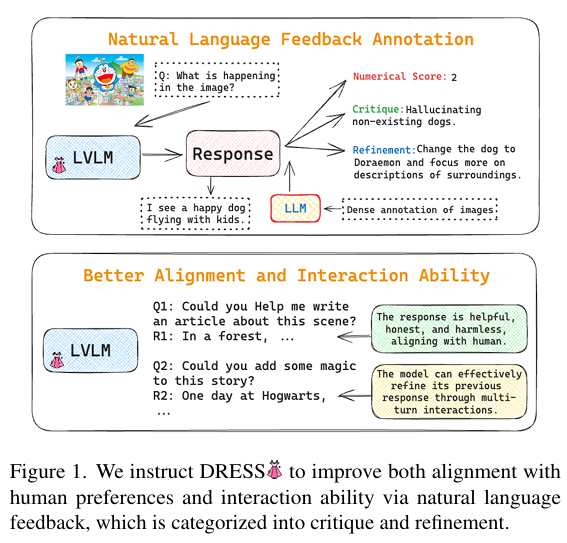 Natural Language Feedback Annotation
Q: What is happening
in the image?
Numerical Score: 2
Critique: Hallucinating
non-existing dogs.
Refinement: Change the dog to
Doraemon and focus more on
descriptions of surroundings.
LVLM
Response
I see a happy dog
flying with kids.
LLM
Dense annotation of images
Better Alignment and Interaction Ability
LVLM
Q1: Could you Help me write
an article about this scene?
R1: In a forest, ...
The response is helpful,
honest, and harmless,
aligning with human.
Q2: Could you add some magic
to this story?
R2: One day at Hogwarts,
...
The model can effectively
refine its previous
response through multi-
turn interactions.
Figure 1. We instruct DRESS to improve both alignment with
human preferences and interaction ability via natural language
feedback, which is categorized into critique and refinement.